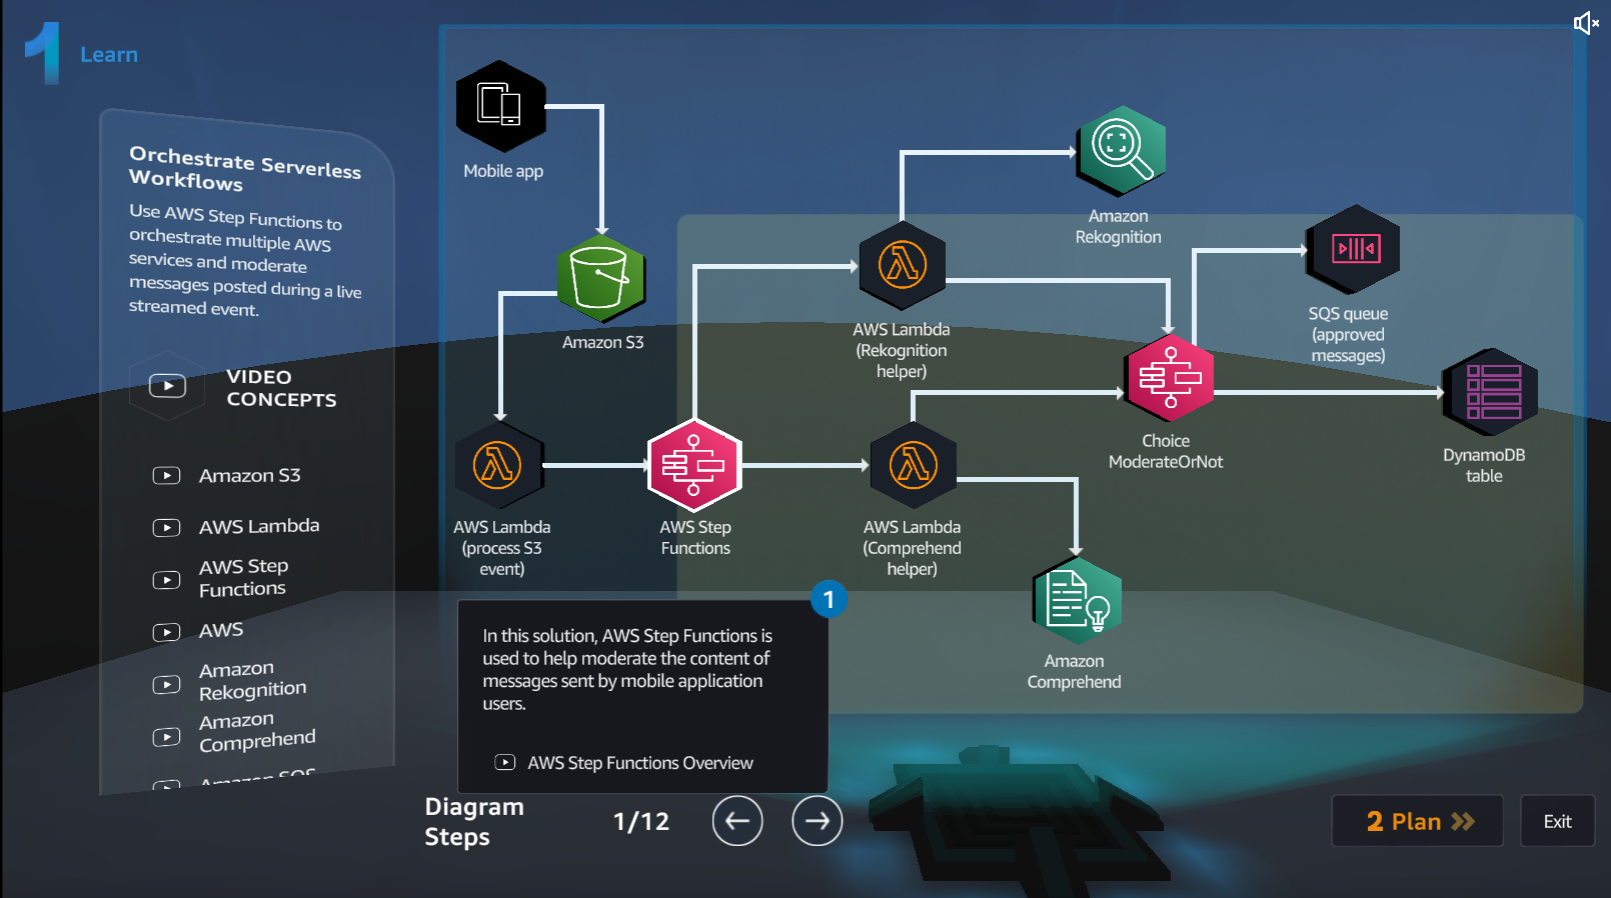 1 Learn
Orchestrate Serverless
Workflows
Use AWS Step Functions to
orchestrate multiple AWS
services and moderate
messages posted during a live
streamed event.
VIDEO
CONCEPTS
Amazon S3
AWS Lambda
AWS Step
Functions
AWS
Amazon
Rekognition
Amazon
Comprehend
Amazon SQS
Mobile app
Amazon S3
AWS Lambda
(process S3
event)
AWS Step
Functions
AWS Lambda
(Rekognition
helper)
AWS Lambda
(Comprehend
helper)
Amazon
Rekognition
Amazon
Comprehend
Choice
ModerateOrNot
SQS queue
(approved
messages)
DynamoDB
table
1
In this solution, AWS Step Functions is
used to help moderate the content of
messages sent by mobile application
users.
AWS Step Functions Overview
Diagram
Steps
1/12
2 Plan
Exit